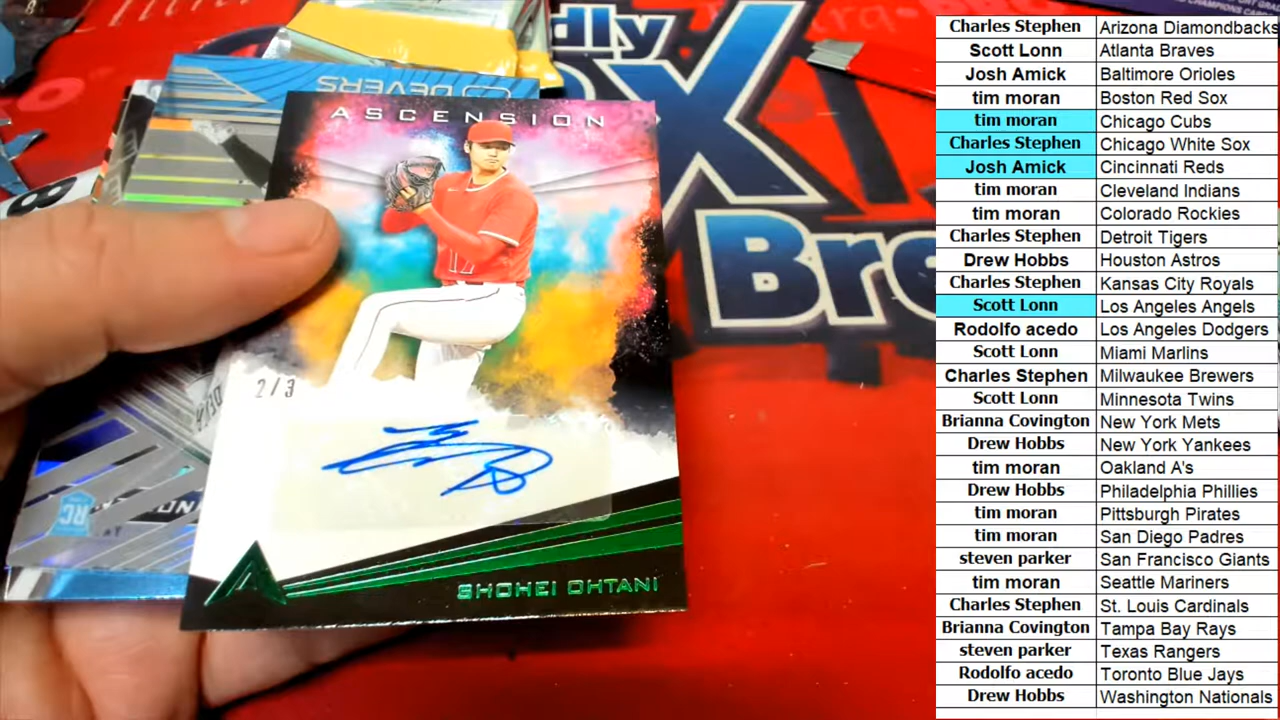 DEVERS
dly
X
Bre
ASCENSION
17
2/3
SHOHEI OHTANI
RC
Charles Stephen Arizona Diamondbacks
Scott Lonn Atlanta Braves
Josh Amick Baltimore Orioles
tim moran Boston Red Sox
tim moran Chicago Cubs
Charles Stephen Chicago White Sox
Josh Amick Cincinnati Reds
tim moran Cleveland Indians
tim moran Colorado Rockies
Charles Stephen Detroit Tigers
Drew Hobbs Houston Astros
Charles Stephen Kansas City Royals
Scott Lonn Los Angeles Angels
Rodolfo acedo Los Angeles Dodgers
Scott Lonn Miami Marlins
Charles Stephen Milwaukee Brewers
Scott Lonn Minnesota Twins
Brianna Covington New York Mets
Drew Hobbs New York Yankees
tim moran Oakland A's
Drew Hobbs Philadelphia Phillies
tim moran Pittsburgh Pirates
tim moran San Diego Padres
steven parker San Francisco Giants
tim moran Seattle Mariners
Charles Stephen St. Louis Cardinals
Brianna Covington Tampa Bay Rays
steven parker Texas Rangers
Rodolfo acedo Toronto Blue Jays
Drew Hobbs Washington Nationals